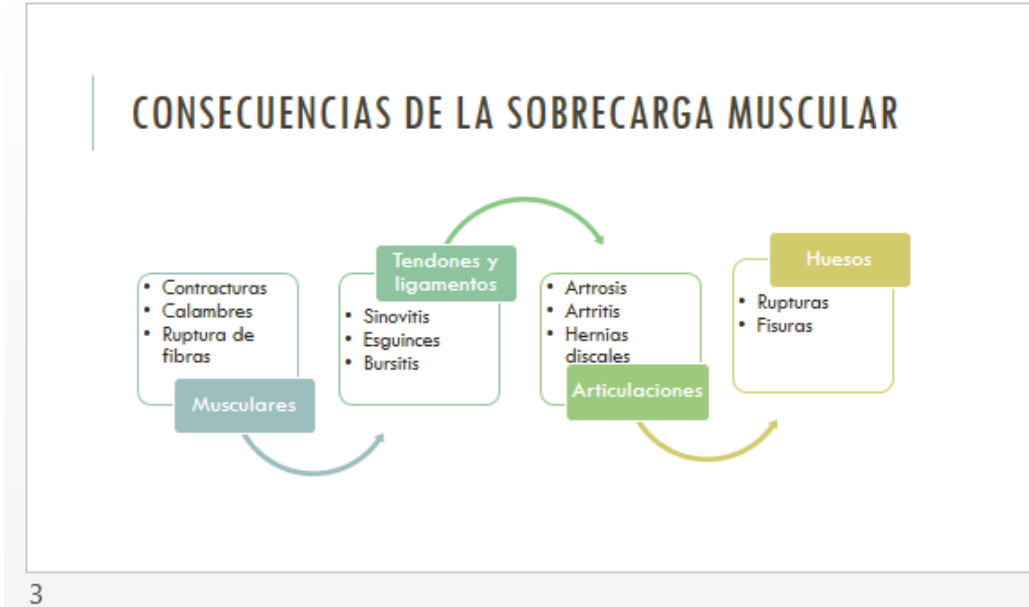 CONSECUENCIAS DE LA SOBRECARGA MUSCULAR
• Contracturas
• Calambres
• Ruptura de
fibras
Musculares
Tendones y
ligamentos
• Sinovitis
• Esguinces
• Bursitis
• Artrosis
• Artritis
• Hernias
discales
Articulaciones
Huesos
• Rupturas
• Fisuras
3